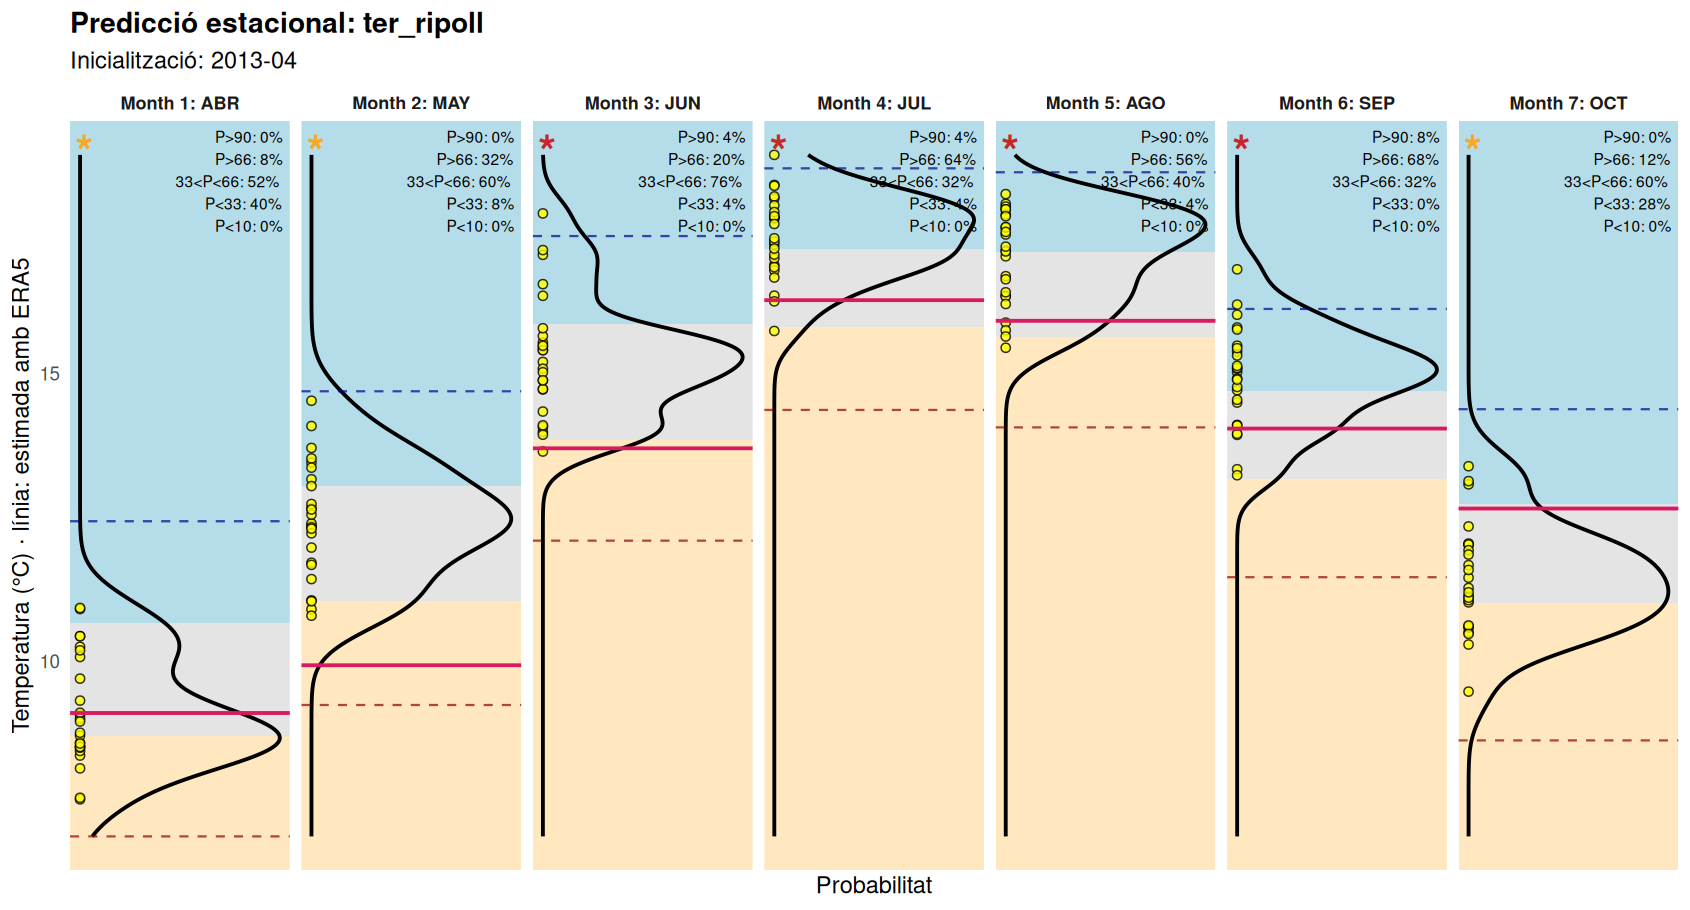 Predicció estacional: ter_ripoll
Inicialització: 2013-04
Month 1: ABR
P>90: 0%
P>66: 8%
33<P<66: 52%
P<33: 40%
P<10: 0%
Month 2: MAY
P>90: 0%
P>66: 32%
33<P<66: 60%
P<33: 8%
P<10: 0%
Month 3: JUN
P>90: 4%
P>66: 20%
33<P<66: 76%
P<33: 4%
P<10: 0%
Month 4: JUL
P>90: 4%
P>66: 64%
33<P<66: 32%
P<33: 4%
P<10: 0%
Month 5: AGO
P>90: 0%
P>66: 56%
33<P<66: 40%
P<33: 4%
P<10: 0%
Month 6: SEP
P>90: 8%
P>66: 68%
33<P<66: 32%
P<33: 0%
P<10: 0%
Month 7: OCT
P>90: 0%
P>66: 12%
33<P<66: 60%
P<33: 28%
P<10: 0%
Temperatura (°C) · línia: estimada amb ERA5
15
10
Probabilitat